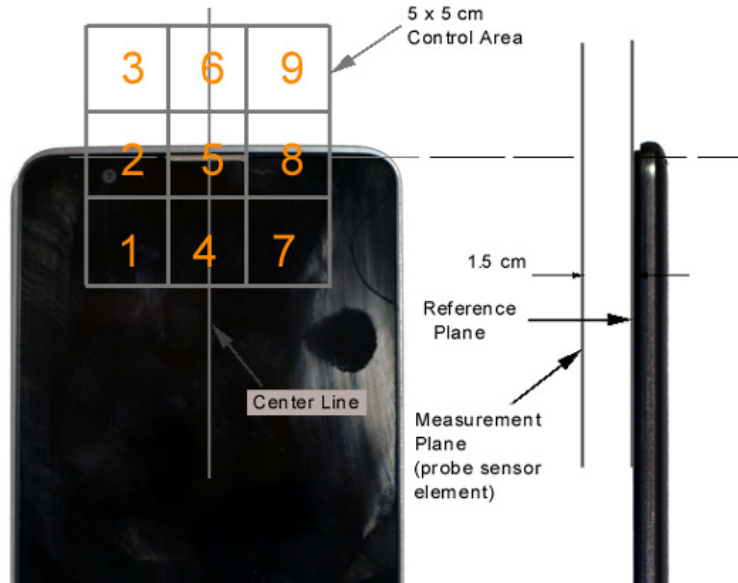 5 x 5 cm
Control Area
3 6 9
2 5 8
1 4 7
1.5 cm
Reference
Plane
Center Line
Measurement
Plane
(probe sensor
element)